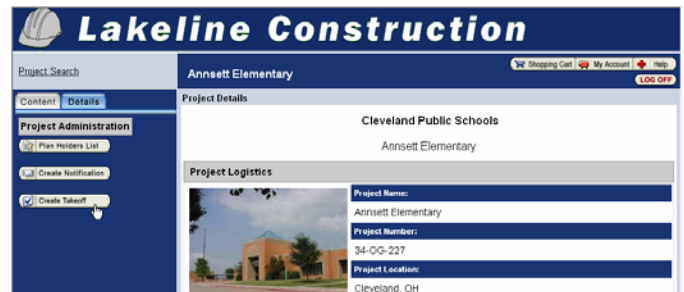 Lakeline Construction
Project Search
Annsett Elementary
Shopping Cart My Account Help
LOG OFF
Content Details
Project Administration
Plan Holders List
Create Notification
Create Takeoff
Project Details
Cleveland Public Schools
Annsett Elementary
Project Logistics
Project Name:
Annsett Elementary
Project Number:
34-OG-227
Project Location:
Cleveland, OH